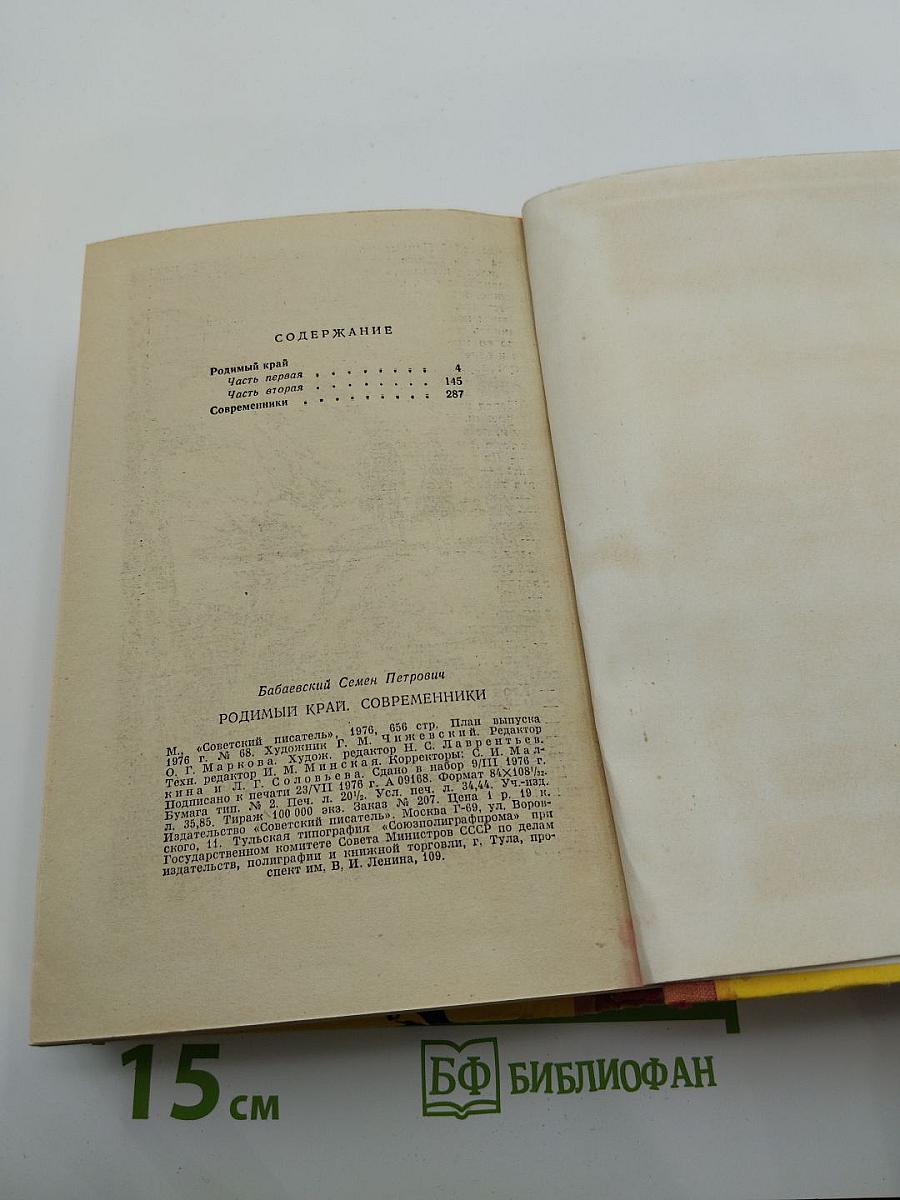 СОДЕРЖАНИЕ
Родимый край
Часть первая . . . . . . . . 4
Часть вторая . . . . . . . . 145
Современники . . . . . . . . . 287
Бабаевский Семен Петрович
РОДИМЫЙ КРАЙ. СОВРЕМЕННИКИ
М., «Советский писатель», 1976, 656 стр. План выпуска
1976 г. № 68. Художник Г. М. Чижевский. Редактор
О. Г. Маркова. Худож. редактор Н. С. Лаврентьев.
Техн. редактор И. М. Минская. Корректоры: С. И. Мал-
кина и Л. Г. Соловьева. Сдано в набор 9/III 1976 г.
Подписано к печати 23/VII 1976 г. А 09168. Формат 84×108¹/₃₂.
Бумага тип. № 2. Печ. л. 20¹/₂. Усл. печ. л. 34,44. Уч.-изд.
л. 35,85. Тираж 100 000 экз. Заказ № 207. Цена 1 р. 19 к.
Издательство «Советский писатель». Москва Г-69, ул. Воров-
ского, 11. Тульская типография «Союзполиграфпрома» при
Государственном комитете Совета Министров СССР по делам
издательств, полиграфии и книжной торговли, г. Тула, про-
спект им. В. И. Ленина, 109.
15 см
БФ БИБЛИОФАН